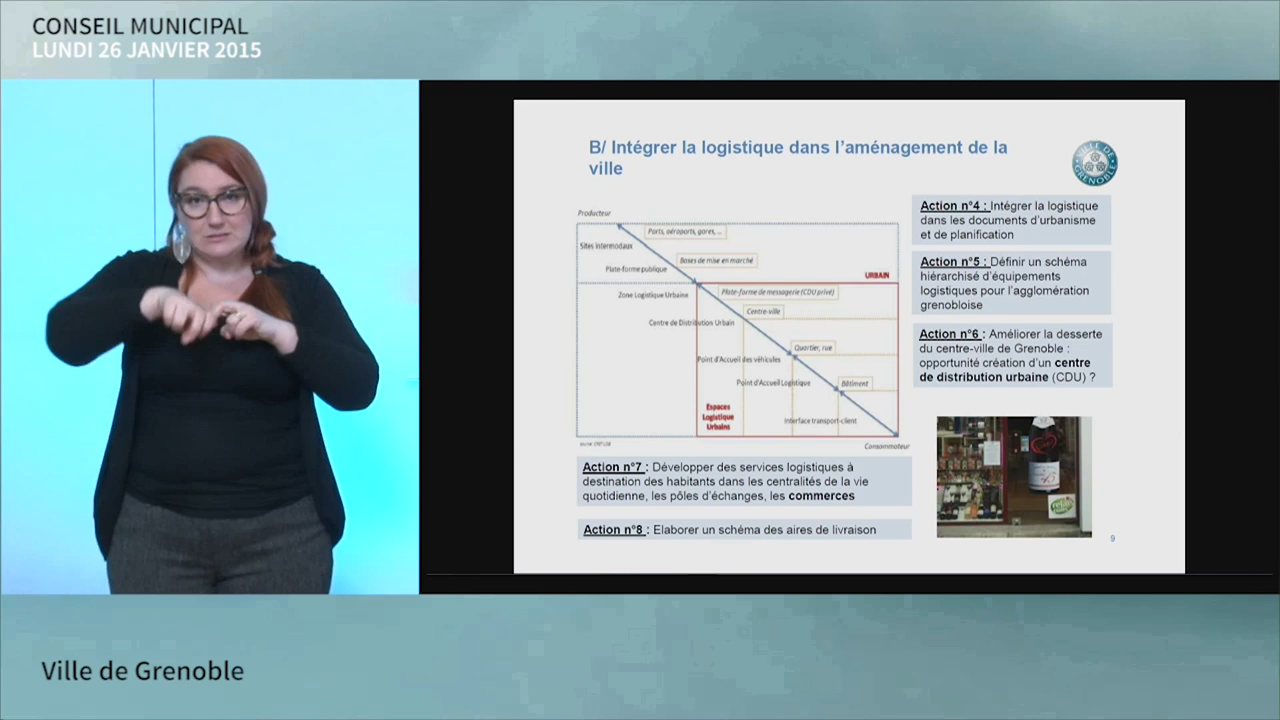 CONSEIL MUNICIPAL
LUNDI 26 JANVIER 2015
B/ Intégrer la logistique dans l’aménagement de la
ville
VILLE DE GRENOBLE
Producteur
Ports, aéroports, gares, ...
Sites Intermodaux
Bases de mise en marché
Plate-forme publique
URBAIN
Zone Logistique Urbaine
Plate-forme de messagerie (CDU privé)
Centre-ville
Centre de Distribution Urbain
Quartier, rue
Point d'Accueil des véhicules
Point d'Accueil Logistique
Bâtiment
Espaces
Logistique
Urbains
Interface transport-client
Consommateur
Action n°4 : Intégrer la logistique
dans les documents d’urbanisme
et de planification
Action n°5 : Définir un schéma
hiérarchisé d’équipements
logistiques pour l’agglomération
grenobloise
Action n°6 : Améliorer la desserte
du centre-ville de Grenoble :
opportunité création d’un centre
de distribution urbaine (CDU) ?
Action n°7 : Développer des services logistiques à
destination des habitants dans les centralités de la vie
quotidienne, les pôles d’échanges, les commerces
Action n°8 : Elaborer un schéma des aires de livraison
9
Ville de Grenoble